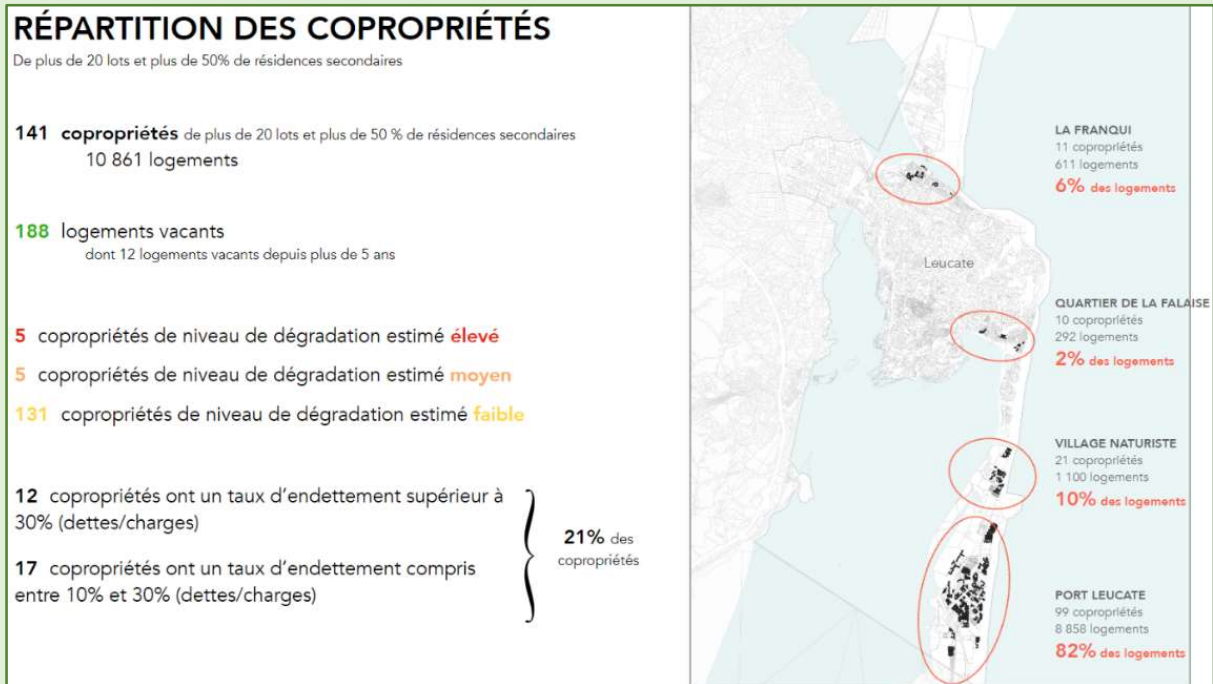 RÉPARTITION DES COPROPRIÉTÉS
De plus de 20 lots et plus de 50% de résidences secondaires
141 copropriétés de plus de 20 lots et plus de 50 % de résidences secondaires
10 861 logements
188 logements vacants
dont 12 logements vacants depuis plus de 5 ans
5 copropriétés de niveau de dégradation estimé élevé
5 copropriétés de niveau de dégradation estimé moyen
131 copropriétés de niveau de dégradation estimé faible
12 copropriétés ont un taux d'endettement supérieur à
30% (dettes/charges)
17 copropriétés ont un taux d'endettement compris
entre 10% et 30% (dettes/charges)
21% des
copropriétés
Leucate
LA FRANQUI
11 copropriétés
611 logements
6% des logements
QUARTIER DE LA FALAISE
10 copropriétés
292 logements
2% des logements
VILLAGE NATURISTE
21 copropriétés
1 100 logements
10% des logements
PORT LEUCATE
99 copropriétés
8 858 logements
82% des logements